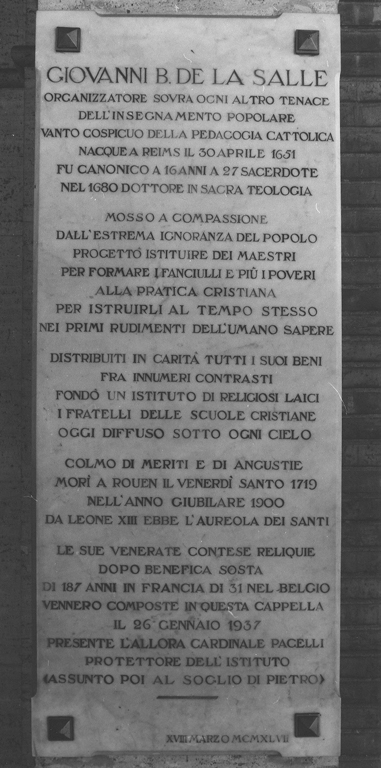 GIOVANNI B. DE LA SALLE
ORGANIZZATORE SOVRA OGNI ALTRO TENACE
DELL'INSEGNAMENTO POPOLARE
VANTO COSPICUO DELLA PEDAGOGIA CATTOLICA
NACQUE A REIMS IL 30 APRILE 1651
FU CANONICO A 16 ANNI A 27 SACERDOTE
NEL 1680 DOTTORE IN SACRA TEOLOGIA
MOSSO A COMPASSIONE
DALL'ESTREMA IGNORANZA DEL POPOLO
PROGETTÒ ISTITUIRE DEI MAESTRI
PER FORMARE I FANCIULLI E PIÙ I POVERI
ALLA PRATICA CRISTIANA
PER ISTRUIRLI AL TEMPO STESSO
NEI PRIMI RUDIMENTI DELL'UMANO SAPERE
DISTRIBUITI IN CARITÀ TUTTI I SUOI BENI
FRA INNUMERI CONTRASTI
FONDÒ UN ISTITUTO DI RELIGIOSI LAICI
I FRATELLI DELLE SCUOLE CRISTIANE
OGGI DIFFUSO SOTTO OGNI CIELO
COLMO DI MERITI E DI ANGUSTIE
MORÌ A ROUEN IL VENERDÌ SANTO 1719
NELL'ANNO GIUBILARE 1900
DA LEONE XIII EBBE L'AUREOLA DEI SANTI
LE SUE VENERATE CONTESE RELIQUIE
DOPO BENEFICA SOSTA
DI 187 ANNI IN FRANCIA DI 31 NEL BELGIO
VENNERO COMPOSTE IN QUESTA CAPPELLA
IL 26 GENNAIO 1937
PRESENTE L'ALLORA CARDINALE PACELLI
PROTETTORE DELL'ISTITUTO
(ASSUNTO POI AL SOGLIO DI PIETRO)
XVIII MARZO MCMXLVII